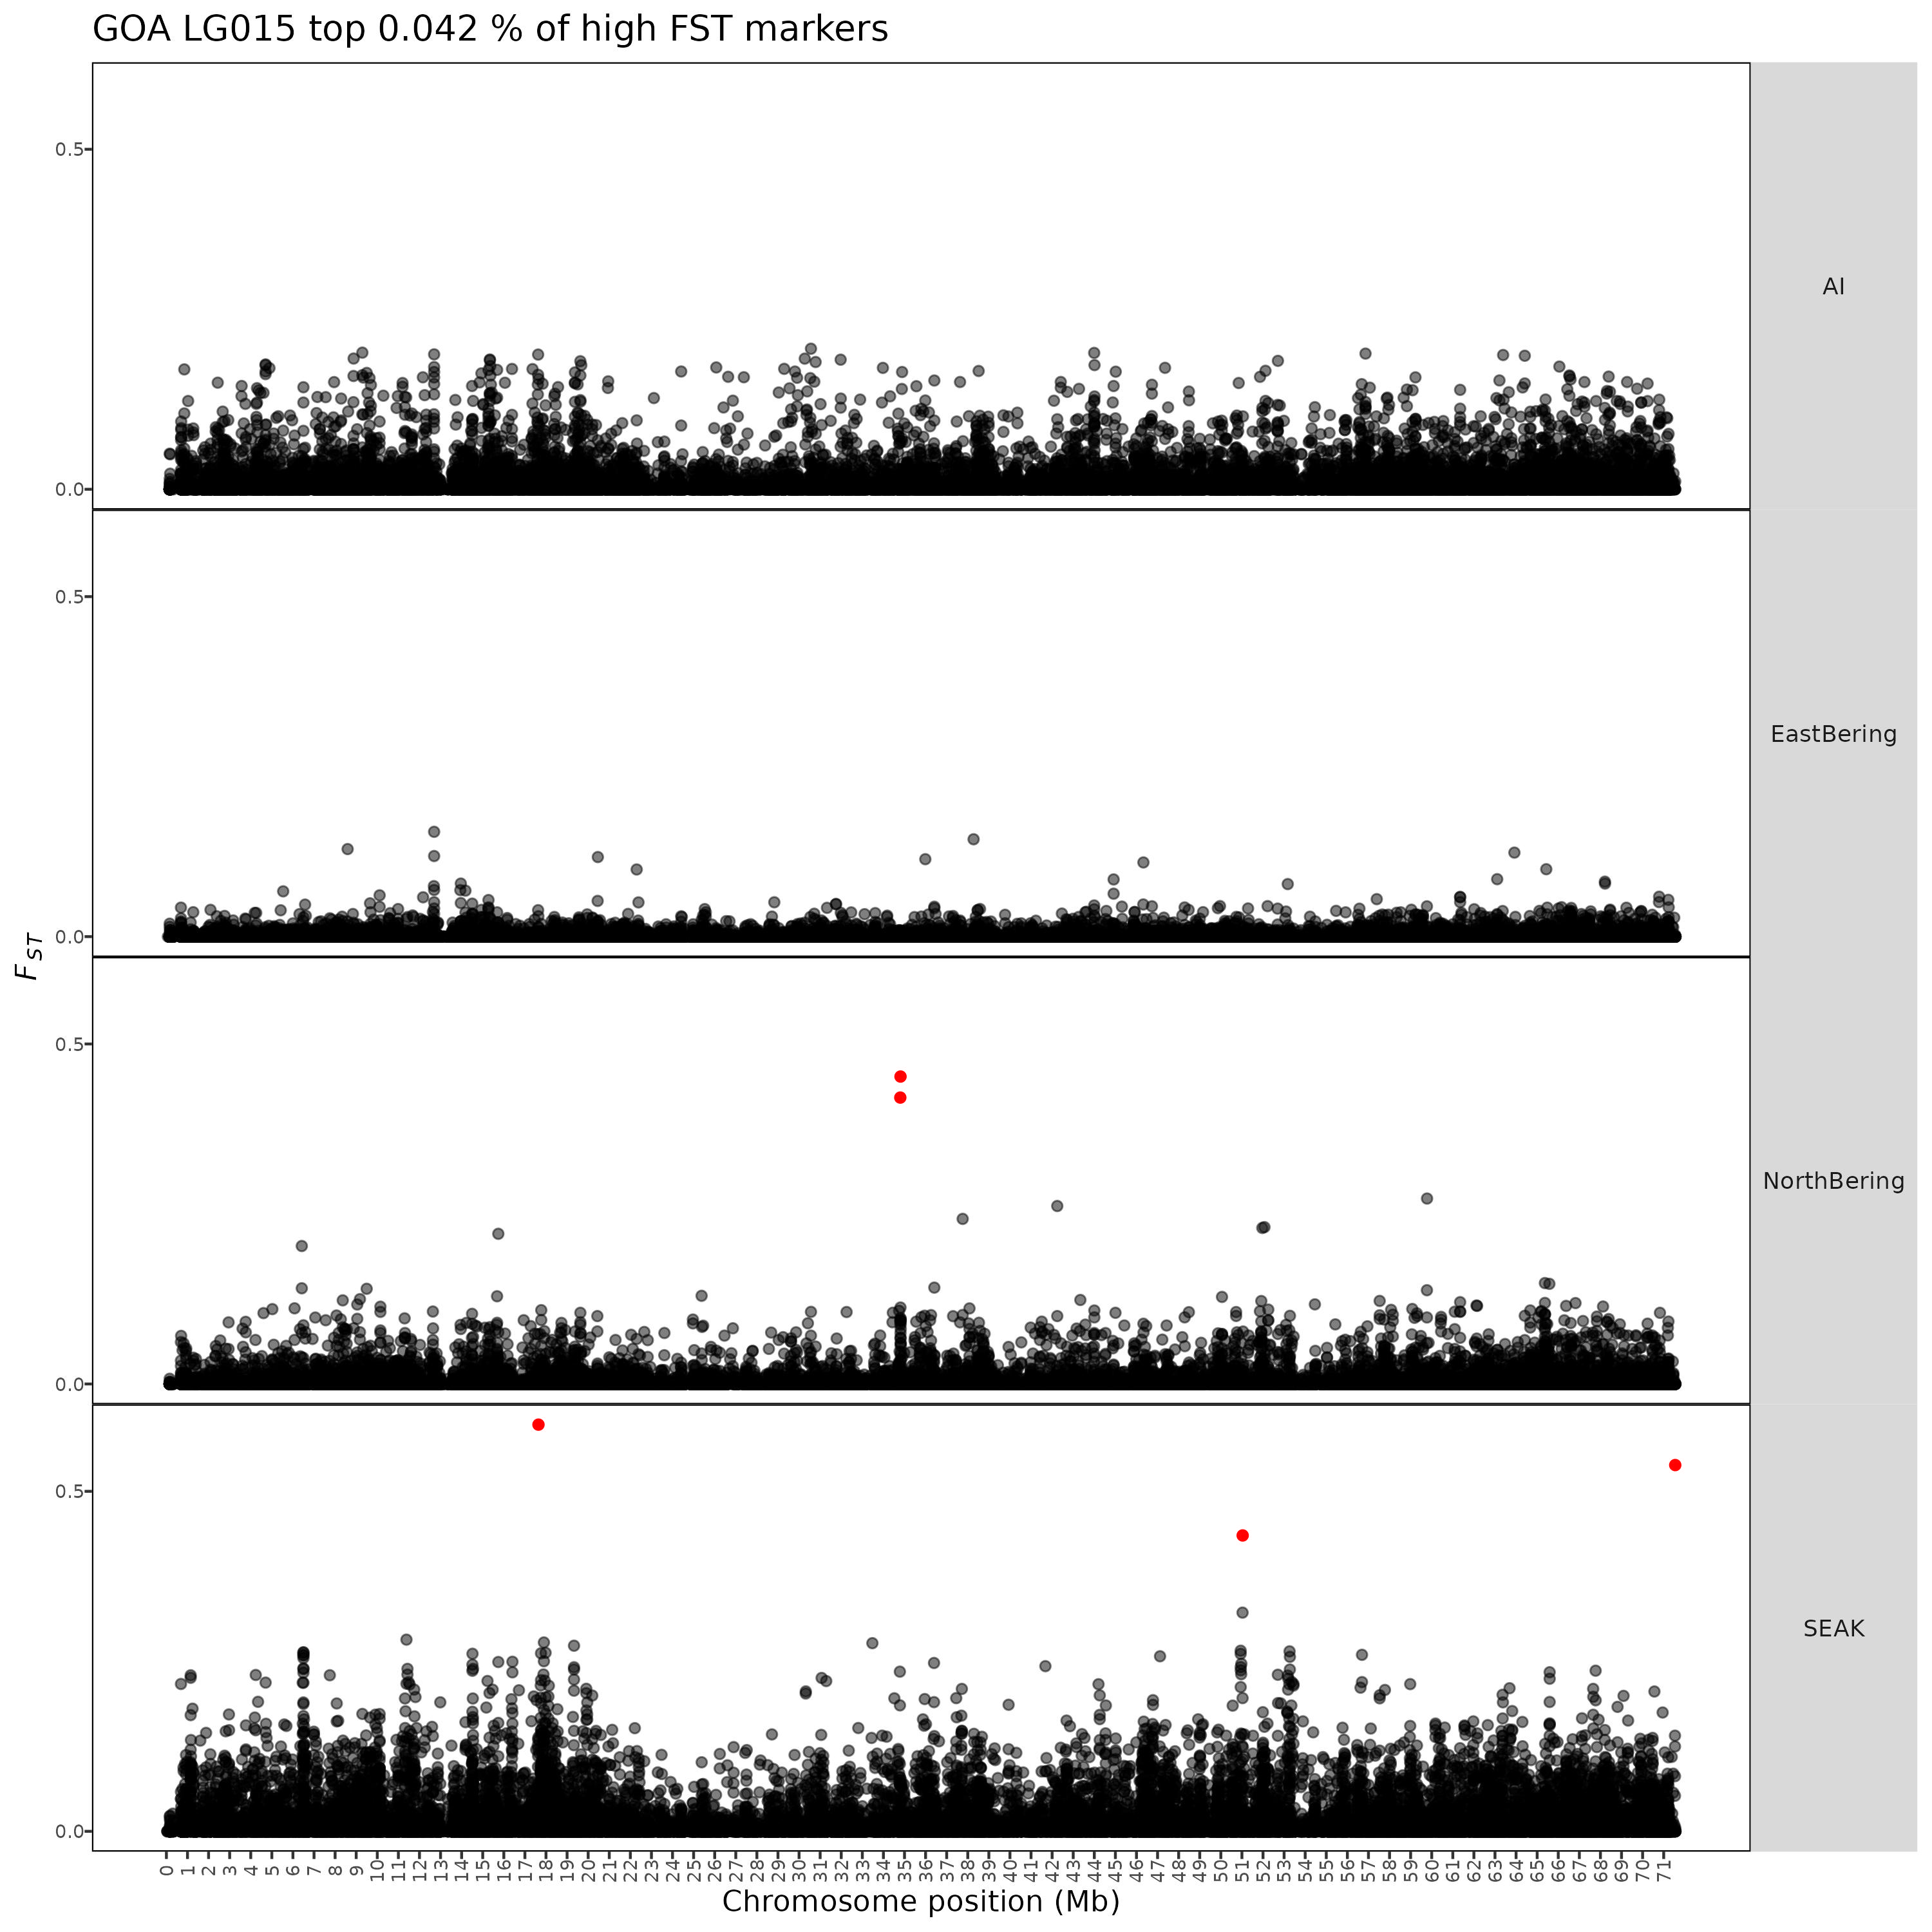 GOA LG015 top 0.042 % of high FST markers
0.5
0.0
AI
0.5
0.0
EastBering
0.5
0.0
NorthBering
0.5
0.0
SEAK
F ST
0 1 2 3 4 5 6 7 8 9 10 11 12 13 14 15 16 17 18 19 20 21 22 23 24 25 26 27 28 29 30 31 32 33 34 35 36 37 38 39 40 41 42 43 44 45 46 47 48 49 50 51 52 53 54 55 56 57 58 59 60 61 62 63 64 65 66 67 68 69 70 71
Chromosome position (Mb)